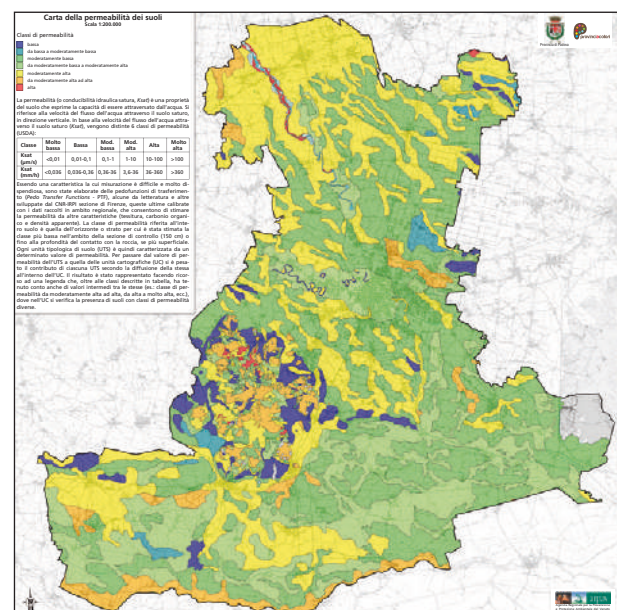 Carta della permeabilità dei suoli
Scala 1:200.000
Classi di permeabilità
bassa
da bassa a moderatamente bassa
moderatamente bassa
da moderatamente bassa a moderatamente alta
moderatamente alta
da moderatamente alta ad alta
alta
La permeabilità (o conducibilità idraulica satura, Ksat) è una proprietà
del suolo che esprime la capacità di essere attraversato dall'acqua. Si
riferisce alla velocità del flusso dell'acqua attraverso il suolo saturo,
in direzione verticale. In base alla velocità del flusso dell'acqua attra-
verso il suolo saturo (Ksat), vengono distinte 6 classi di permeabilità
(USDA):
Classe Molto bassa Bassa Mod. bassa Mod. alta Alta Molto alta
Ksat (µm/s) <0,01 0,01-0,1 0,1-1 1-10 10-100 >100
Ksat (mm/h) <0,036 0,036-0,36 0,36-36 3,6-36 36-360 >360
Essendo una caratteristica la cui misurazione è difficile e molto di-
spendiosa, sono state elaborate delle pedofunzioni di trasferimen-
to (Pedo Transfer Functions - PTF), alcune da letteratura e altre
sviluppate dal CNR-IRPI sezione di Firenze, queste ultime calibrate
con i dati raccolti in ambito regionale, che consentono di stimare
la permeabilità da altre caratteristiche (tessitura, carbonio organi-
co e densità apparente). La classe di permeabilità riferita all'inte-
ro suolo è quella dell'orizzonte o strato per cui è stata stimata la
classe più bassa nell'ambito della sezione di controllo (150 cm) o
fino alla profondità del contatto con la roccia, se più superficiale.
Ogni unità tipologica di suolo (UTS) è quindi caratterizzata da un
determinato valore di permeabilità. Per passare dal valore di per-
meabilità dell'UTS a quella delle unità cartografiche (UC) si è pesa-
to il contributo di ciascuna UTS secondo la diffusione della stessa
all'interno dell'UC. Il risultato è stato rappresentato facendo ricor-
so ad una legenda che, oltre alle classi descritte in tabella, ha te-
nuto conto anche di valori intermedi tra le stesse (es.: classe di per-
meabilità da moderatamente alta ad alta, da alta a molto alta, ecc.),
dove nell'UC si verifica la presenza di suoli con classi di permeabilità
diverse.